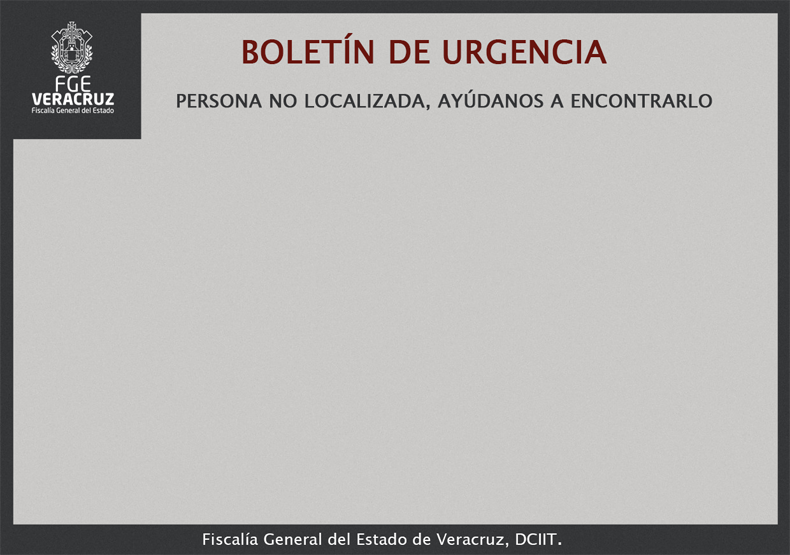 FGE
VERACRUZ
Fiscalía General del Estado
BOLETÍN DE URGENCIA
PERSONA NO LOCALIZADA, AYÚDANOS A ENCONTRARLO
Fiscalía General del Estado de Veracruz, DCIIT.